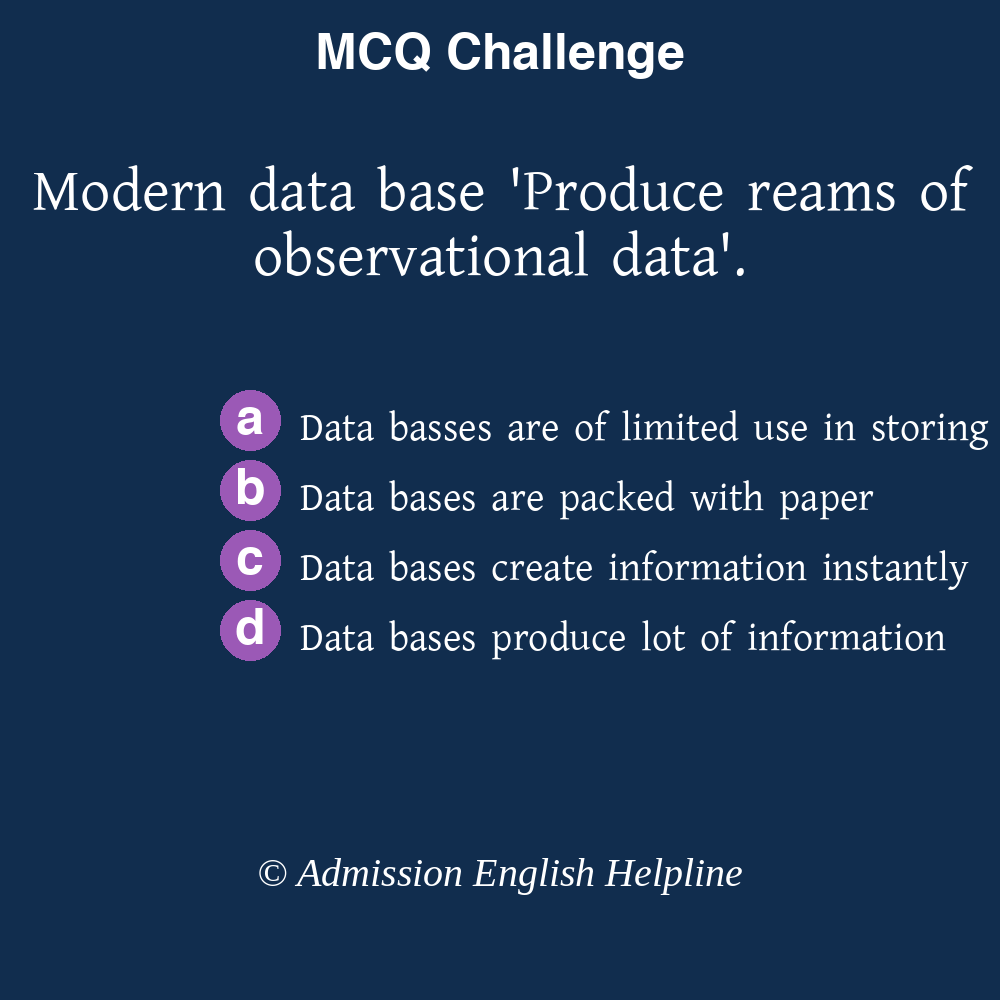 MCQ Challenge
Modern data base 'Produce reams of
observational data'.
a Data basses are of limited use in storing
b Data bases are packed with paper
c Data bases create information instantly
d Data bases produce lot of information
© Admission English Helpline